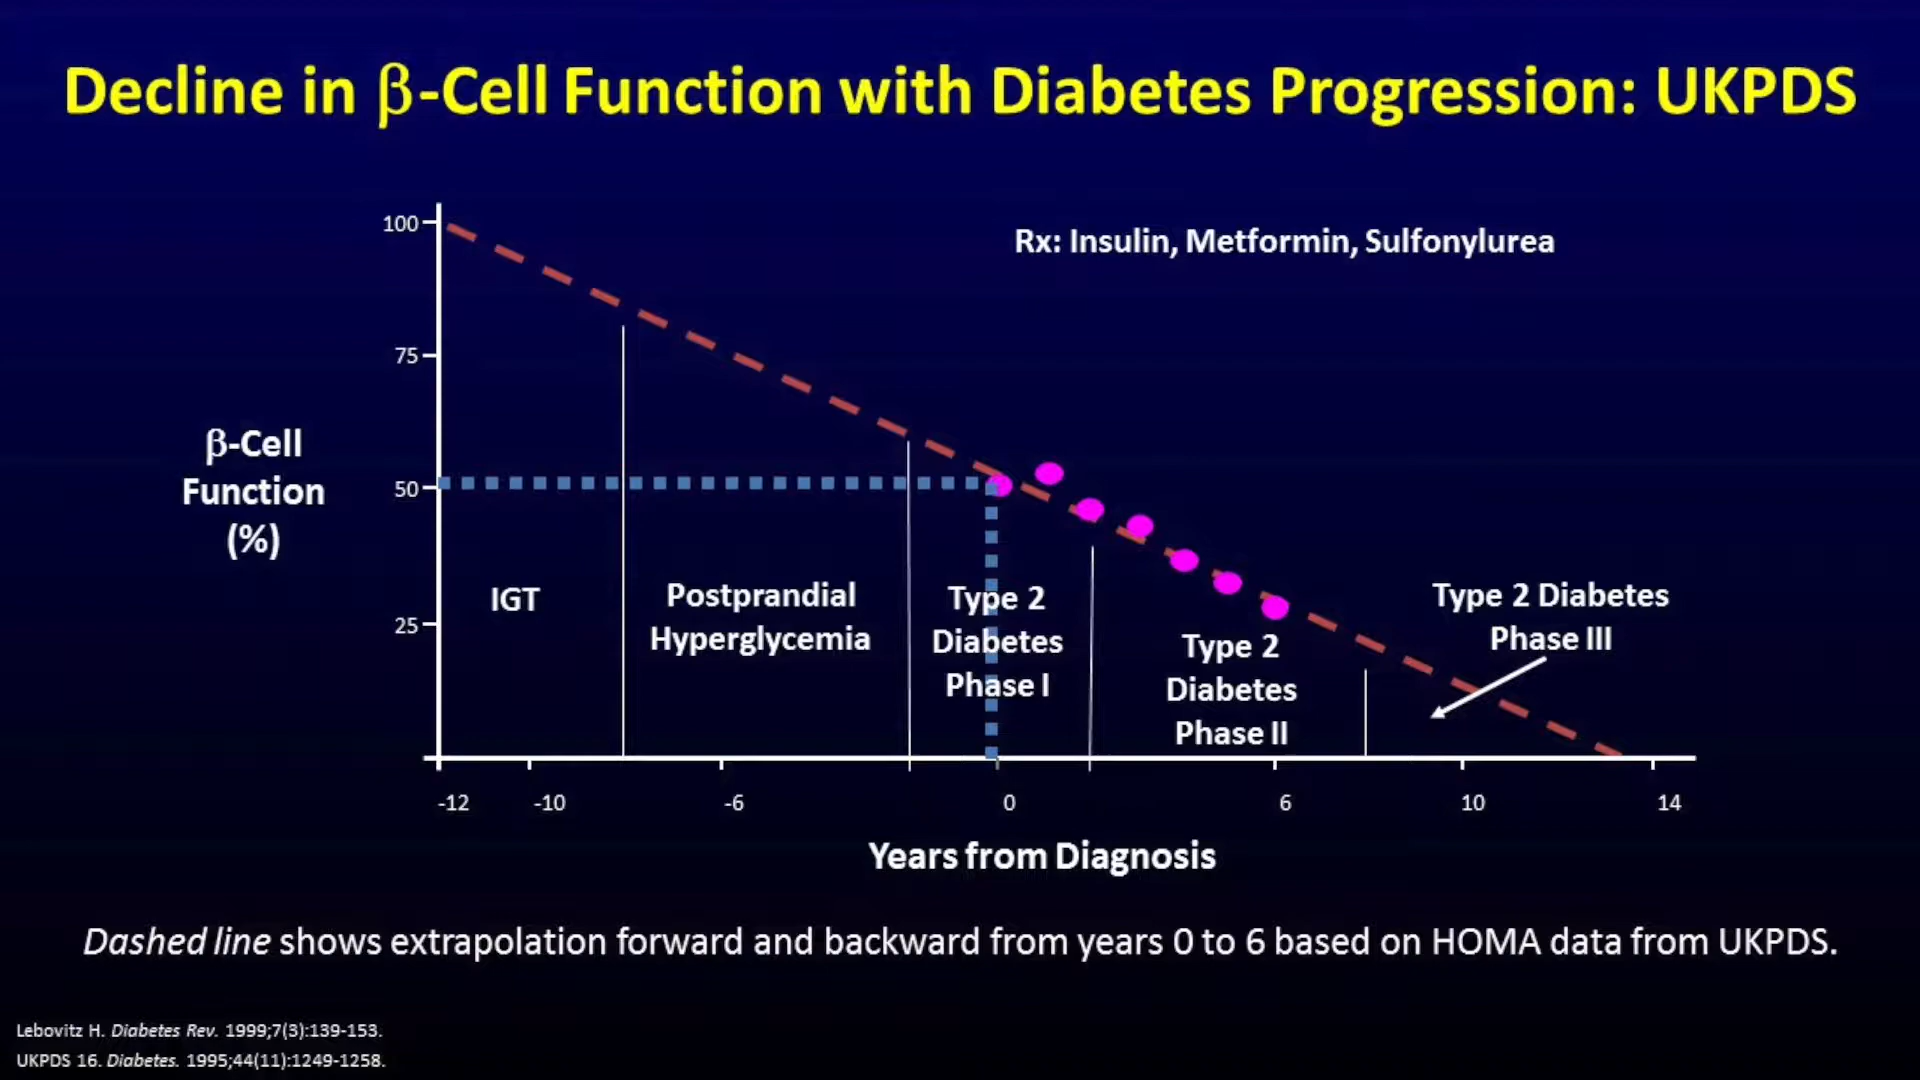 Decline in β-Cell Function with Diabetes Progression: UKPDS
Rx: Insulin, Metformin, Sulfonylurea
100
75
50
25
β-Cell
Function
(%)
IGT
Postprandial
Hyperglycemia
Type 2
Diabetes
Phase I
Type 2
Diabetes
Phase II
Type 2 Diabetes
Phase III
-12 -10 -6 0 6 10 14
Years from Diagnosis
Dashed line shows extrapolation forward and backward from years 0 to 6 based on HOMA data from UKPDS.
Lebovitz H. Diabetes Rev. 1999;7(3):139-153.
UKPDS 16. Diabetes. 1995;44(11):1249-1258.